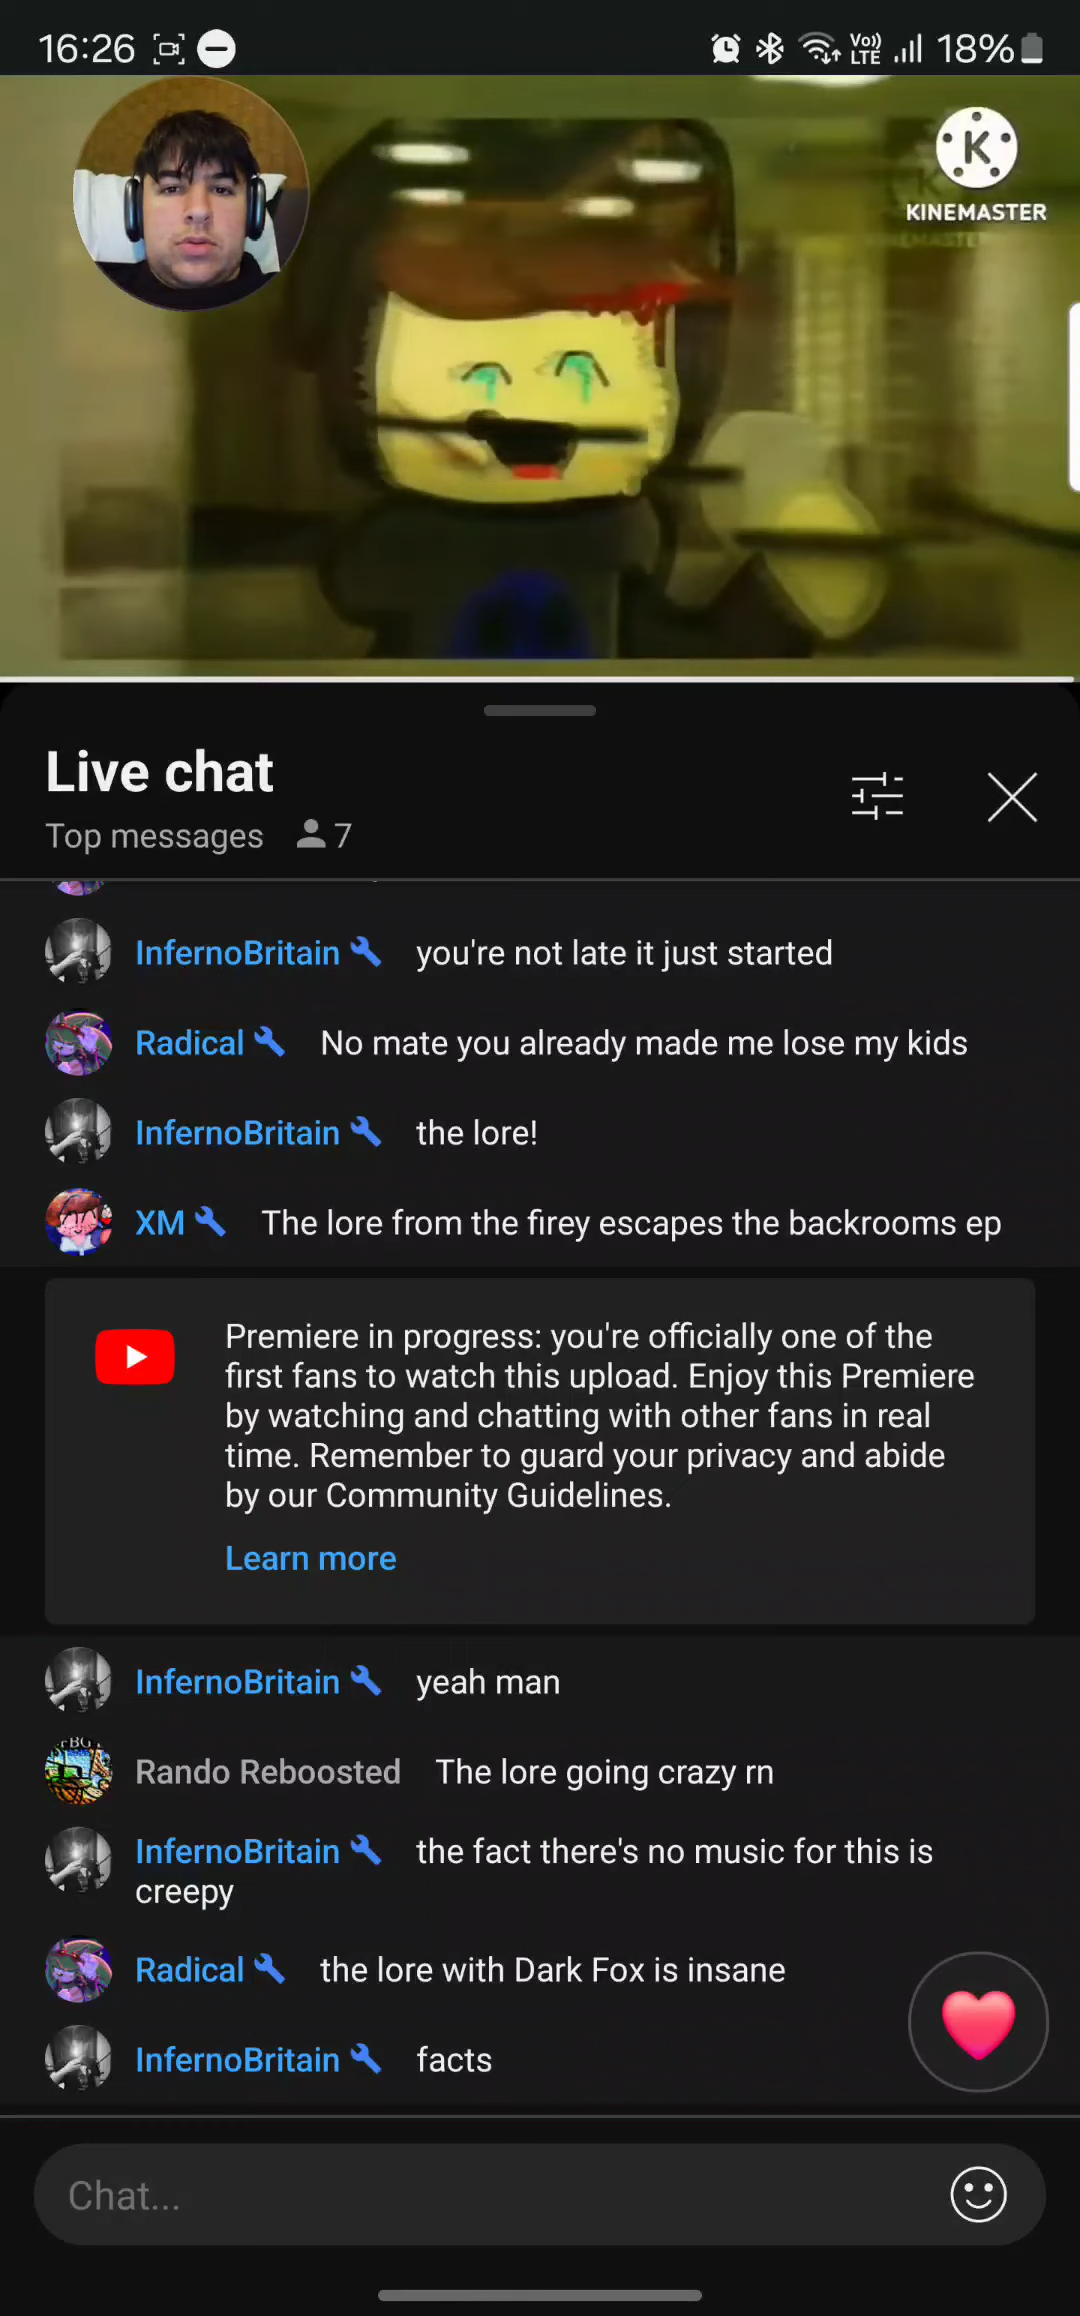 16:26
Vo))
LTE
18%
K
KINEMASTER
Live chat
Top messages 7
InfernoBritain you're not late it just started
Radical No mate you already made me lose my kids
InfernoBritain the lore!
XM The lore from the firey escapes the backrooms ep
Premiere in progress: you're officially one of the
first fans to watch this upload. Enjoy this Premiere
by watching and chatting with other fans in real
time. Remember to guard your privacy and abide
by our Community Guidelines.
Learn more
InfernoBritain yeah man
Rando Reboosted The lore going crazy rn
InfernoBritain the fact there's no music for this is
creepy
Radical the lore with Dark Fox is insane
InfernoBritain facts
Chat...